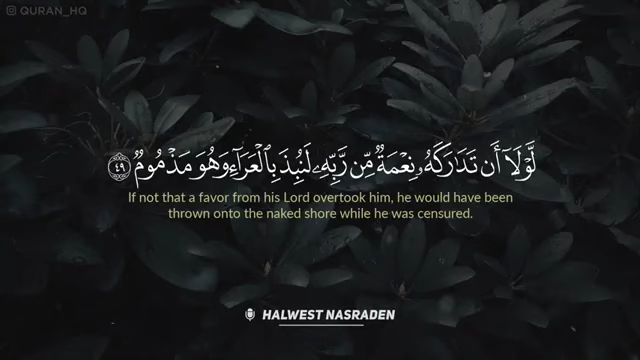 QURAN_HQ
لَّوْلَآ أَن تَدَٰرَكَهُۥ نِعْمَةٌ مِّن رَّبِّهِۦ لَنُبِذَ بِٱلْعَرَآءِ وَهُوَ مَذْمُومٌ ٤٩
If not that a favor from his Lord overtook him, he would have been
thrown onto the naked shore while he was censured.
HALWEST NASRADEN